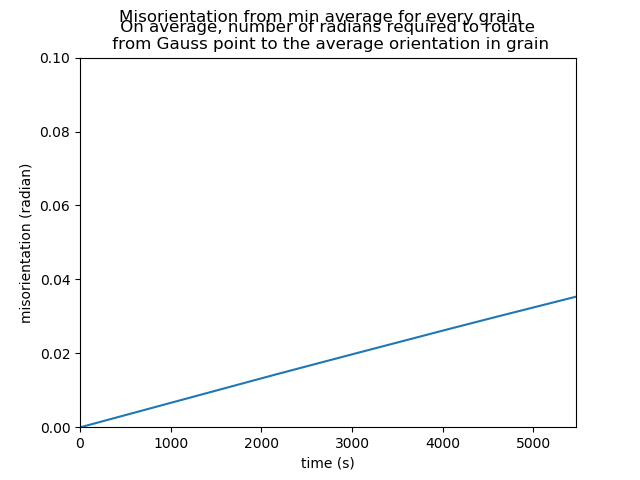 Misorientation from min average for every grain
On average, number of radians required to rotate
from Gauss point to the average orientation in grain
0.10
0.08
0.06
0.04
0.02
0.00
misorientation (radian)
0 1000 2000 3000 4000 5000
time (s)